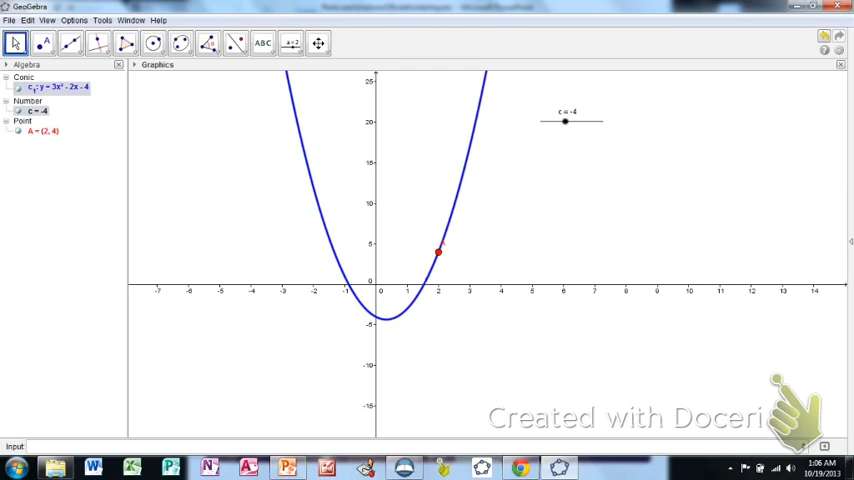 GeoGebra
File Edit View Options Tools Window Help
A ABC a = 2
Algebra
Graphics
Conic
c₁: y = 3x² - 2x - 4
Number
c = -4
Point
A = (2, 4)
c = -4
25
20
15
10
5
0
-5
-10
-15
-7 -6 -5 -4 -3 -2 -1 0 1 2 3 4 5 6 7 8 9 10 11 12 13 14
A
Created with Doceri
Input:
1:06 AM
10/19/2013